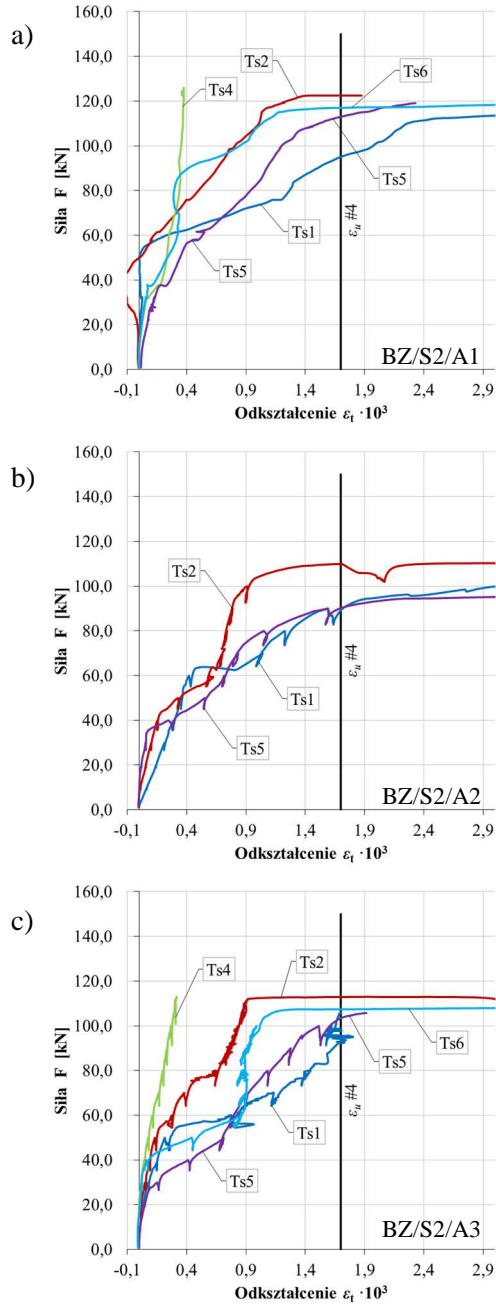 a)
Siła F [kN]
160,0
140,0
120,0
100,0
80,0
60,0
40,0
20,0
0,0
Ts2
Ts6
Ts4
Ts5
Ts1
Ts5
εu #4
BZ/S2/A1
-0,1 0,4 0,9 1,4 1,9 2,4 2,9
Odkształcenie εt ·10³
b)
Siła F [kN]
160,0
140,0
120,0
100,0
80,0
60,0
40,0
20,0
0,0
Ts2
Ts1
Ts5
εu #4
BZ/S2/A2
-0,1 0,4 0,9 1,4 1,9 2,4 2,9
Odkształcenie εt ·10³
c)
Siła F [kN]
160,0
140,0
120,0
100,0
80,0
60,0
40,0
20,0
0,0
Ts4
Ts2
Ts6
Ts5
Ts1
Ts5
εu #4
BZ/S2/A3
-0,1 0,4 0,9 1,4 1,9 2,4 2,9
Odkształcenie εt ·10³